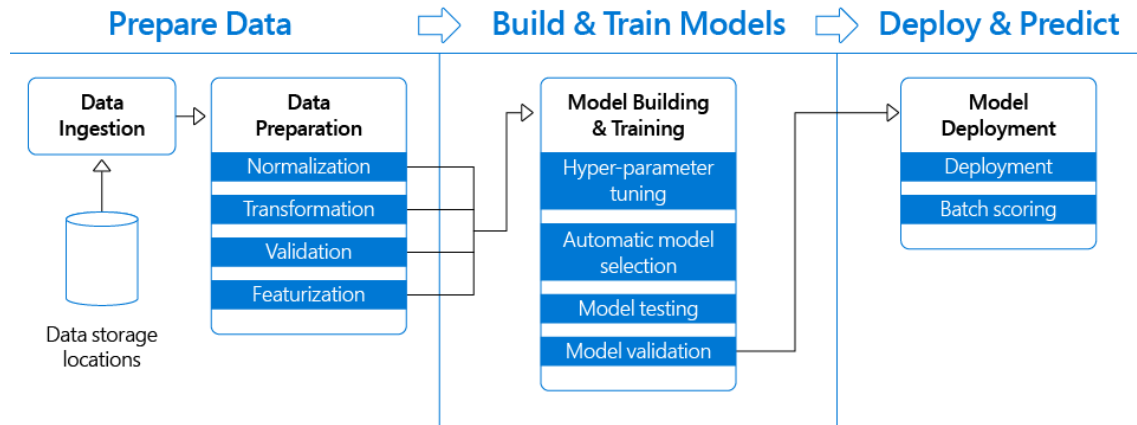 Prepare Data
Build & Train Models
Deploy & Predict
Data
Ingestion
Data storage
locations
Data
Preparation
Normalization
Transformation
Validation
Featurization
Model Building
& Training
Hyper-parameter
tuning
Automatic model
selection
Model testing
Model validation
Model
Deployment
Deployment
Batch scoring